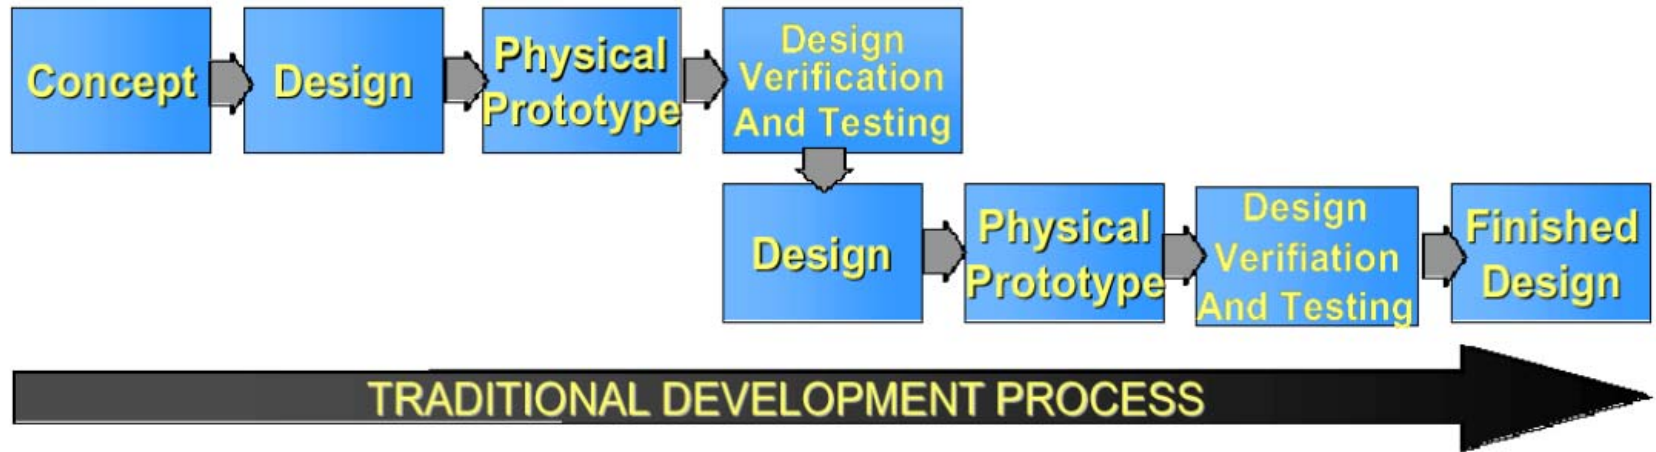 Concept
Design
Physical
Prototype
Design
Verification
And Testing
Design
Physical
Prototype
Design
Verifiation
And Testing
Finished
Design
TRADITIONAL DEVELOPMENT PROCESS